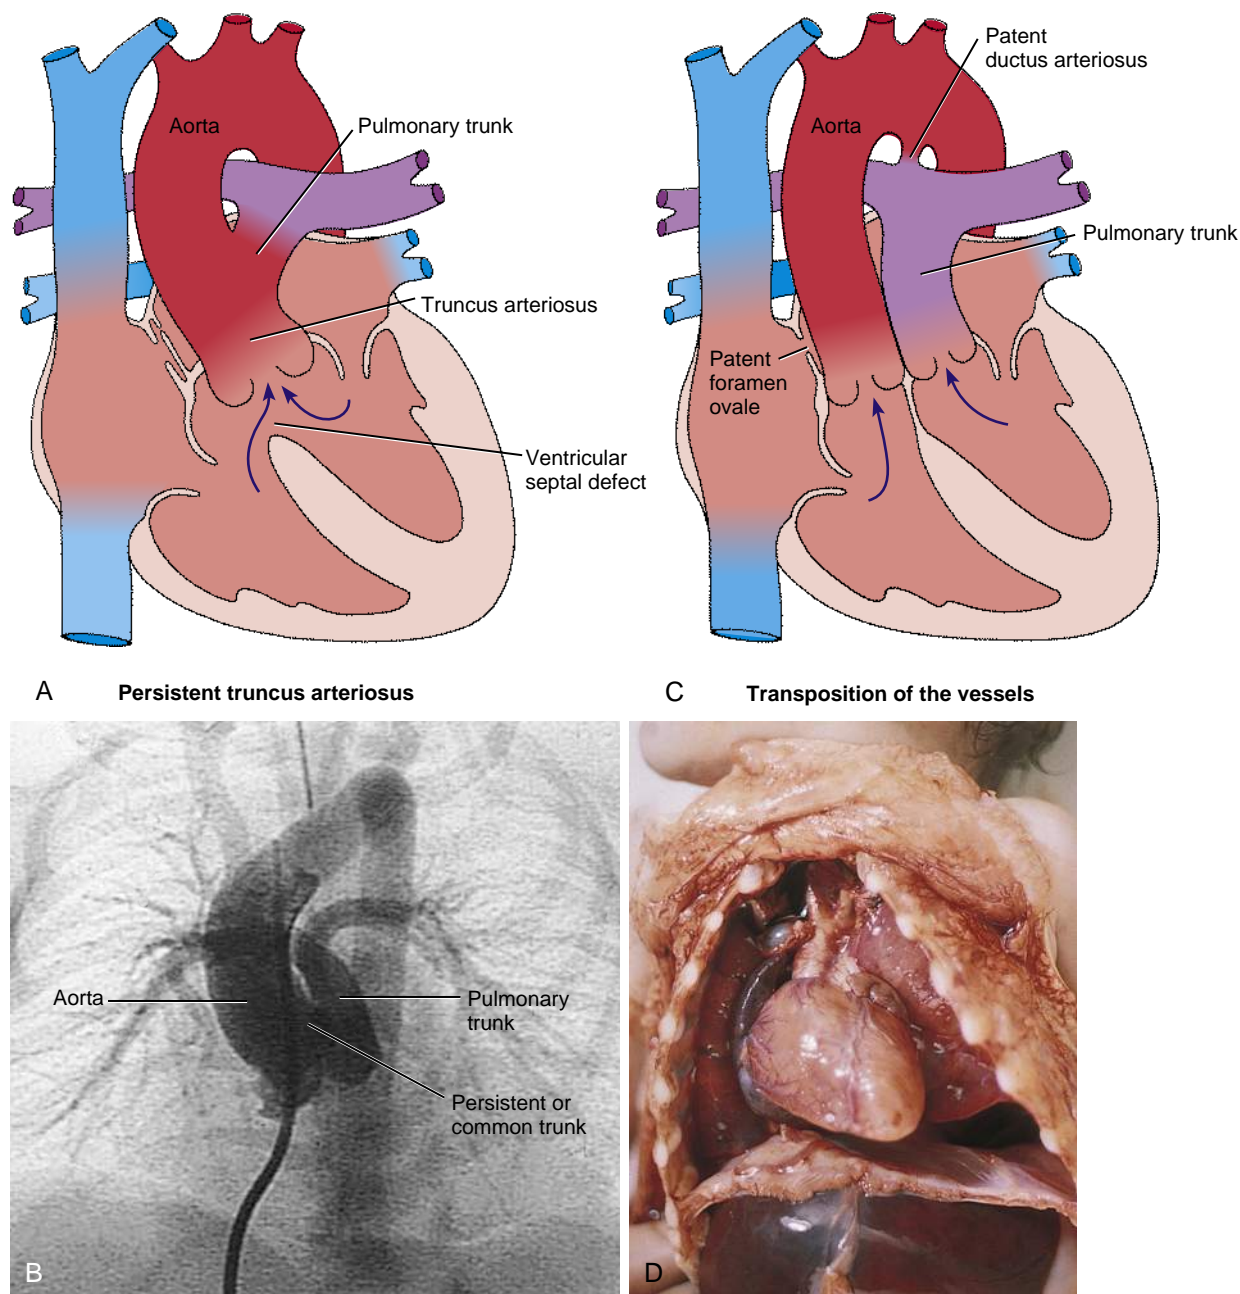 Aorta
Pulmonary trunk
Truncus arteriosus
Ventricular
septal defect
A
Persistent truncus arteriosus
Patent
ductus arteriosus
Aorta
Pulmonary trunk
Patent
foramen
ovale
C
Transposition of the vessels
Aorta
Pulmonary
trunk
Persistent or
common trunk
B
D